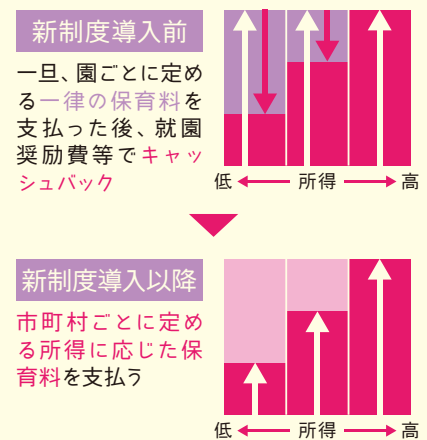 新制度導入前
一旦、園ごとに定め
る一律の保育料を
支払った後、就園
奨励費等でキャッ
シュバック
低 所得 高
新制度導入以降
市町村ごとに定め
る所得に応じた保
育料を支払う
低 所得 高